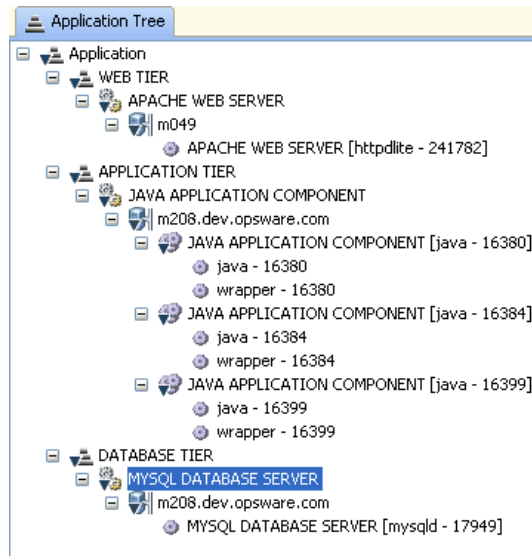 Application Tree
Application
WEB TIER
APACHE WEB SERVER
m049
APACHE WEB SERVER [httpdlite - 241782]
APPLICATION TIER
JAVA APPLICATION COMPONENT
m208.dev.opsware.com
JAVA APPLICATION COMPONENT [java - 16380]
java - 16380
wrapper - 16380
JAVA APPLICATION COMPONENT [java - 16384]
java - 16384
wrapper - 16384
JAVA APPLICATION COMPONENT [java - 16399]
java - 16399
wrapper - 16399
DATABASE TIER
MYSQL DATABASE SERVER
m208.dev.opsware.com
MYSQL DATABASE SERVER [mysqld - 17949]